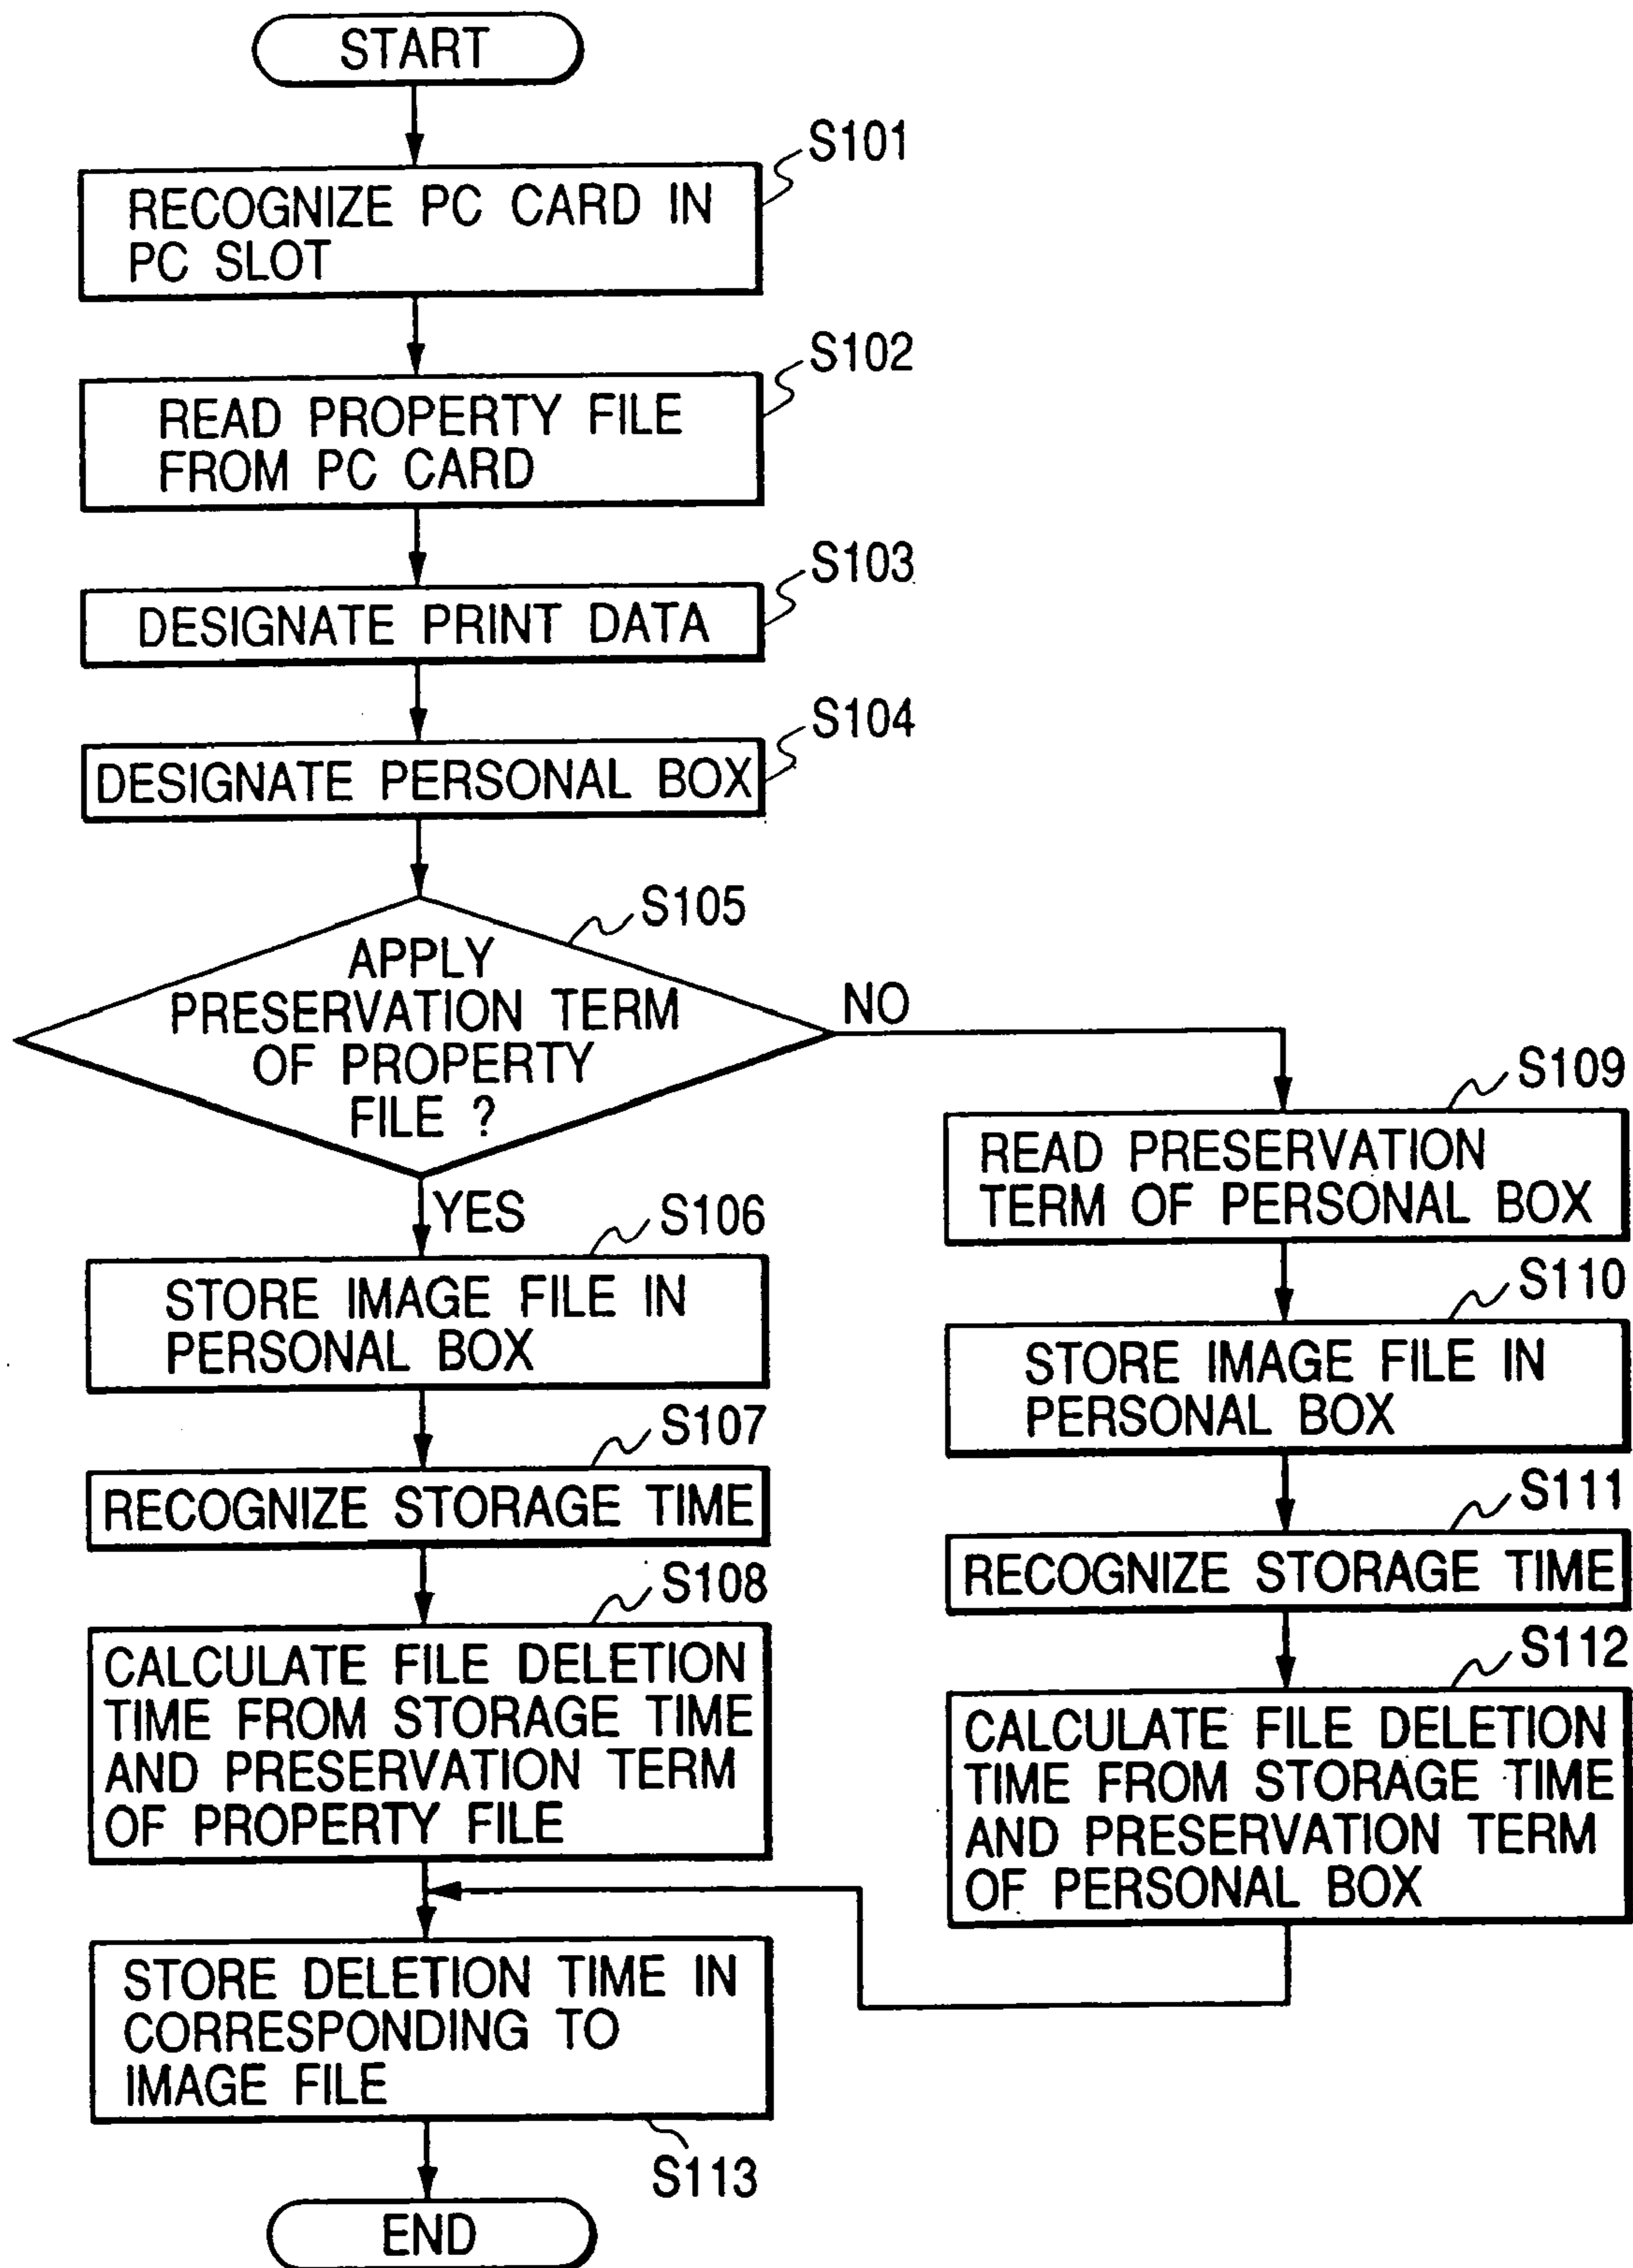 START
S101
RECOGNIZE PC CARD IN
PC SLOT
S102
READ PROPERTY FILE
FROM PC CARD
S103
DESIGNATE PRINT DATA
S104
DESIGNATE PERSONAL BOX
S105
APPLY
PRESERVATION TERM
OF PROPERTY
FILE ?
NO
YES
S106
STORE IMAGE FILE IN
PERSONAL BOX
S107
RECOGNIZE STORAGE TIME
S108
CALCULATE FILE DELETION
TIME FROM STORAGE TIME
AND PRESERVATION TERM
OF PROPERTY FILE
S109
READ PRESERVATION
TERM OF PERSONAL BOX
S110
STORE IMAGE FILE IN
PERSONAL BOX
S111
RECOGNIZE STORAGE TIME
S112
CALCULATE FILE DELETION
TIME FROM STORAGE TIME
AND PRESERVATION TERM
OF PERSONAL BOX
STORE DELETION TIME IN
CORRESPONDING TO
IMAGE FILE
S113
END